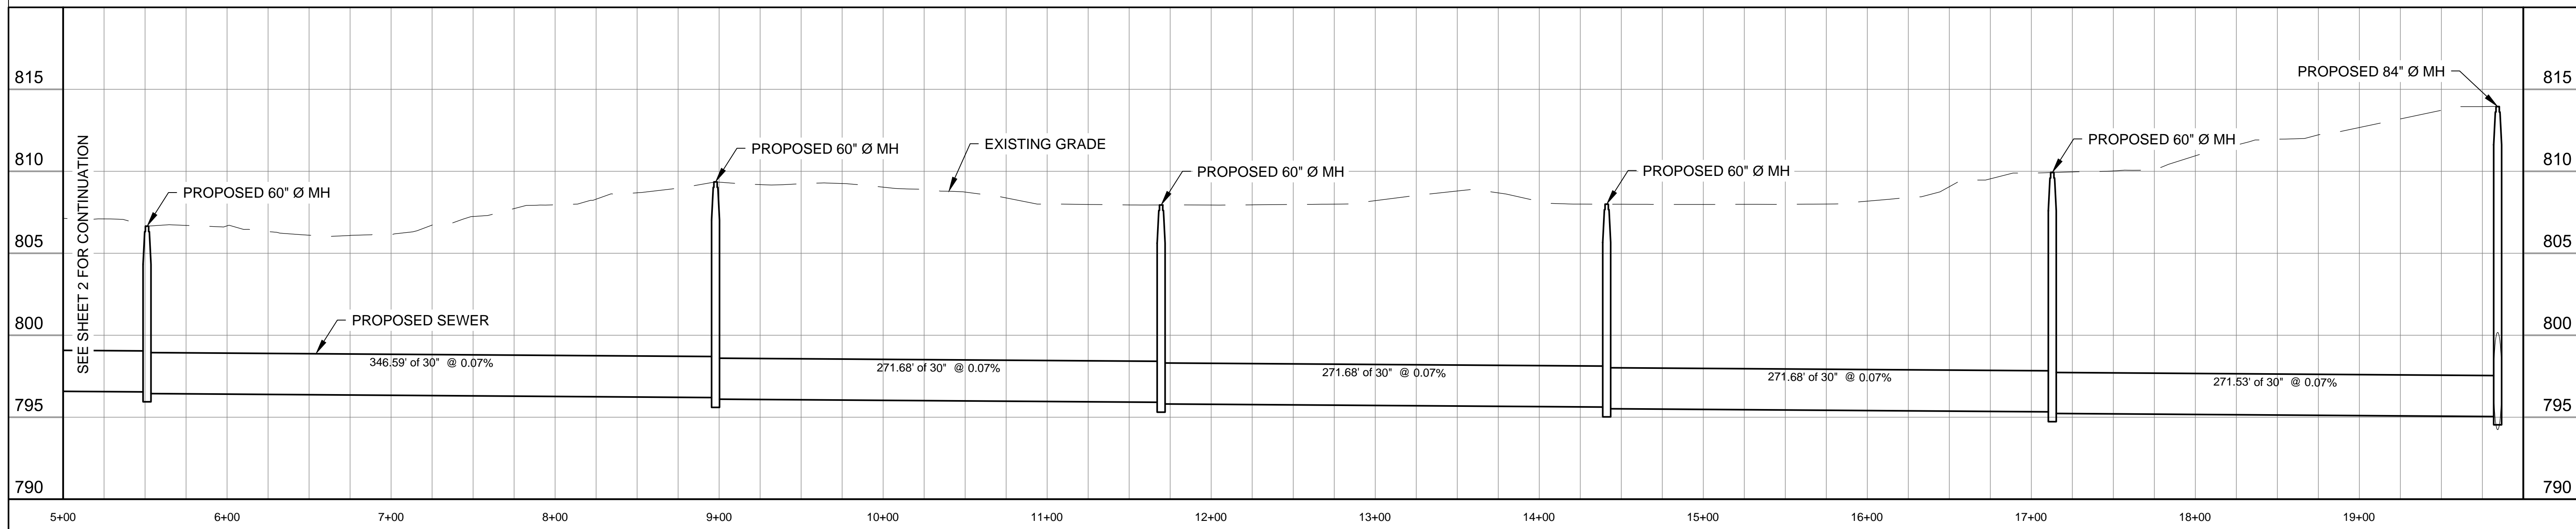 PROPOSED 84" Ø MH
815
815
PROPOSED 60" Ø MH
EXISTING GRADE
PROPOSED 60" Ø MH
810
810
PROPOSED 60" Ø MH
PROPOSED 60" Ø MH
PROPOSED 60" Ø MH
805
805
SEE SHEET 2 FOR CONTINUATION
PROPOSED SEWER
800
800
346.59' of 30" @ 0.07%
271.68' of 30" @ 0.07%
271.68' of 30" @ 0.07%
271.68' of 30" @ 0.07%
271.53' of 30" @ 0.07%
795
795
790
790
5+00
6+00
7+00
8+00
9+00
10+00
11+00
12+00
13+00
14+00
15+00
16+00
17+00
18+00
19+00